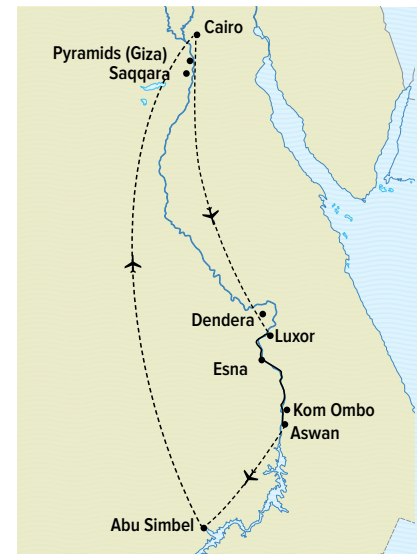 Cairo
Pyramids (Giza)
Saqqara
Dendera
Luxor
Esna
Kom Ombo
Aswan
Abu Simbel